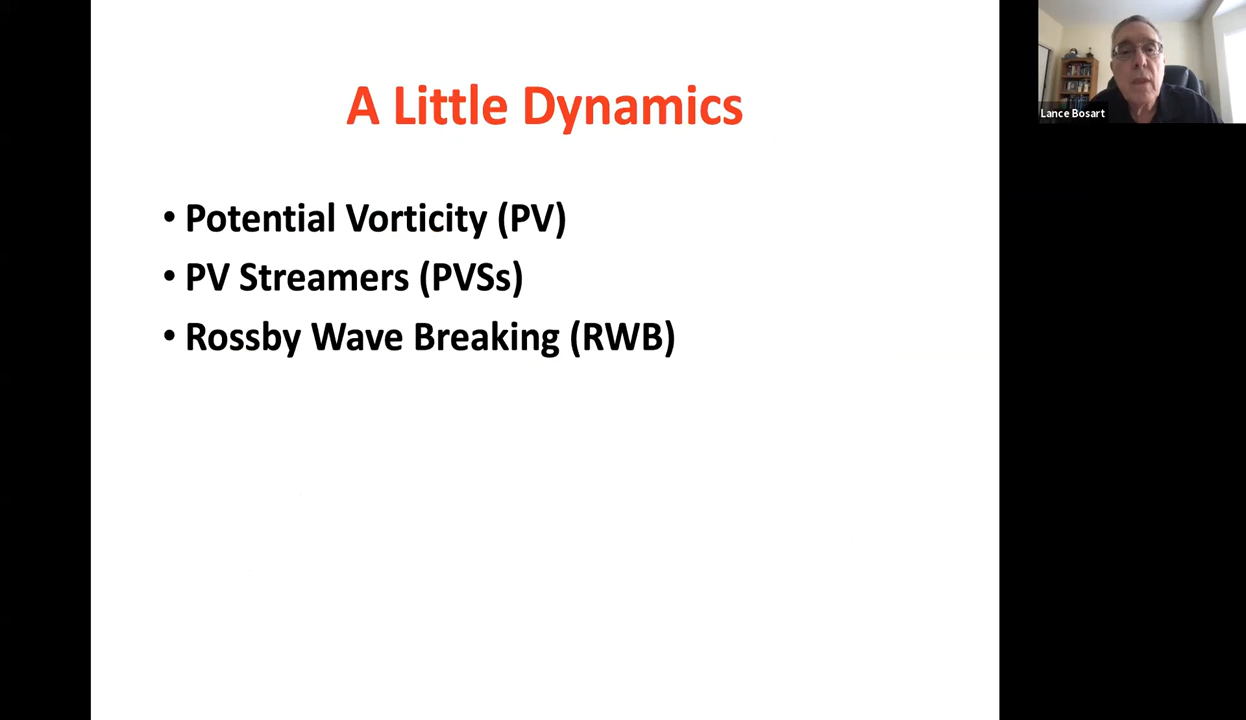 A Little Dynamics
• Potential Vorticity (PV)
• PV Streamers (PVSs)
• Rossby Wave Breaking (RWB)
Lance Bosart